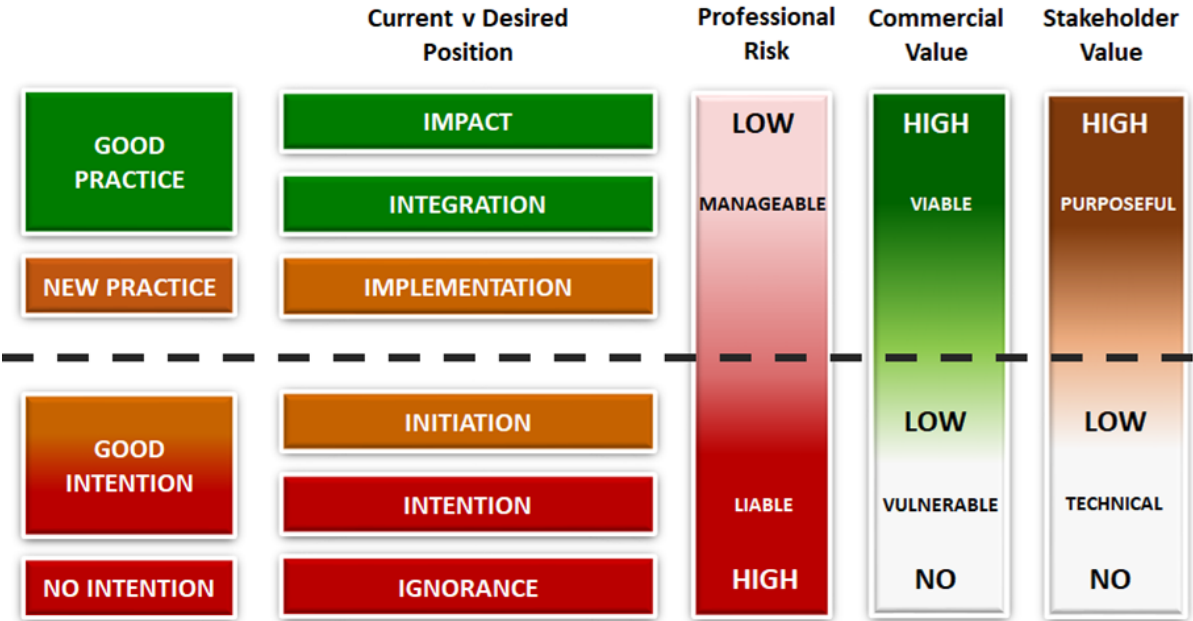 Current v Desired
Position
Professional
Risk
Commercial
Value
Stakeholder
Value
GOOD
PRACTICE
IMPACT
LOW
HIGH
HIGH
INTEGRATION
MANAGEABLE
VIABLE
PURPOSEFUL
NEW PRACTICE
IMPLEMENTATION
GOOD
INTENTION
INITIATION
LOW
LOW
INTENTION
LIABLE
VULNERABLE
TECHNICAL
NO INTENTION
IGNORANCE
HIGH
NO
NO